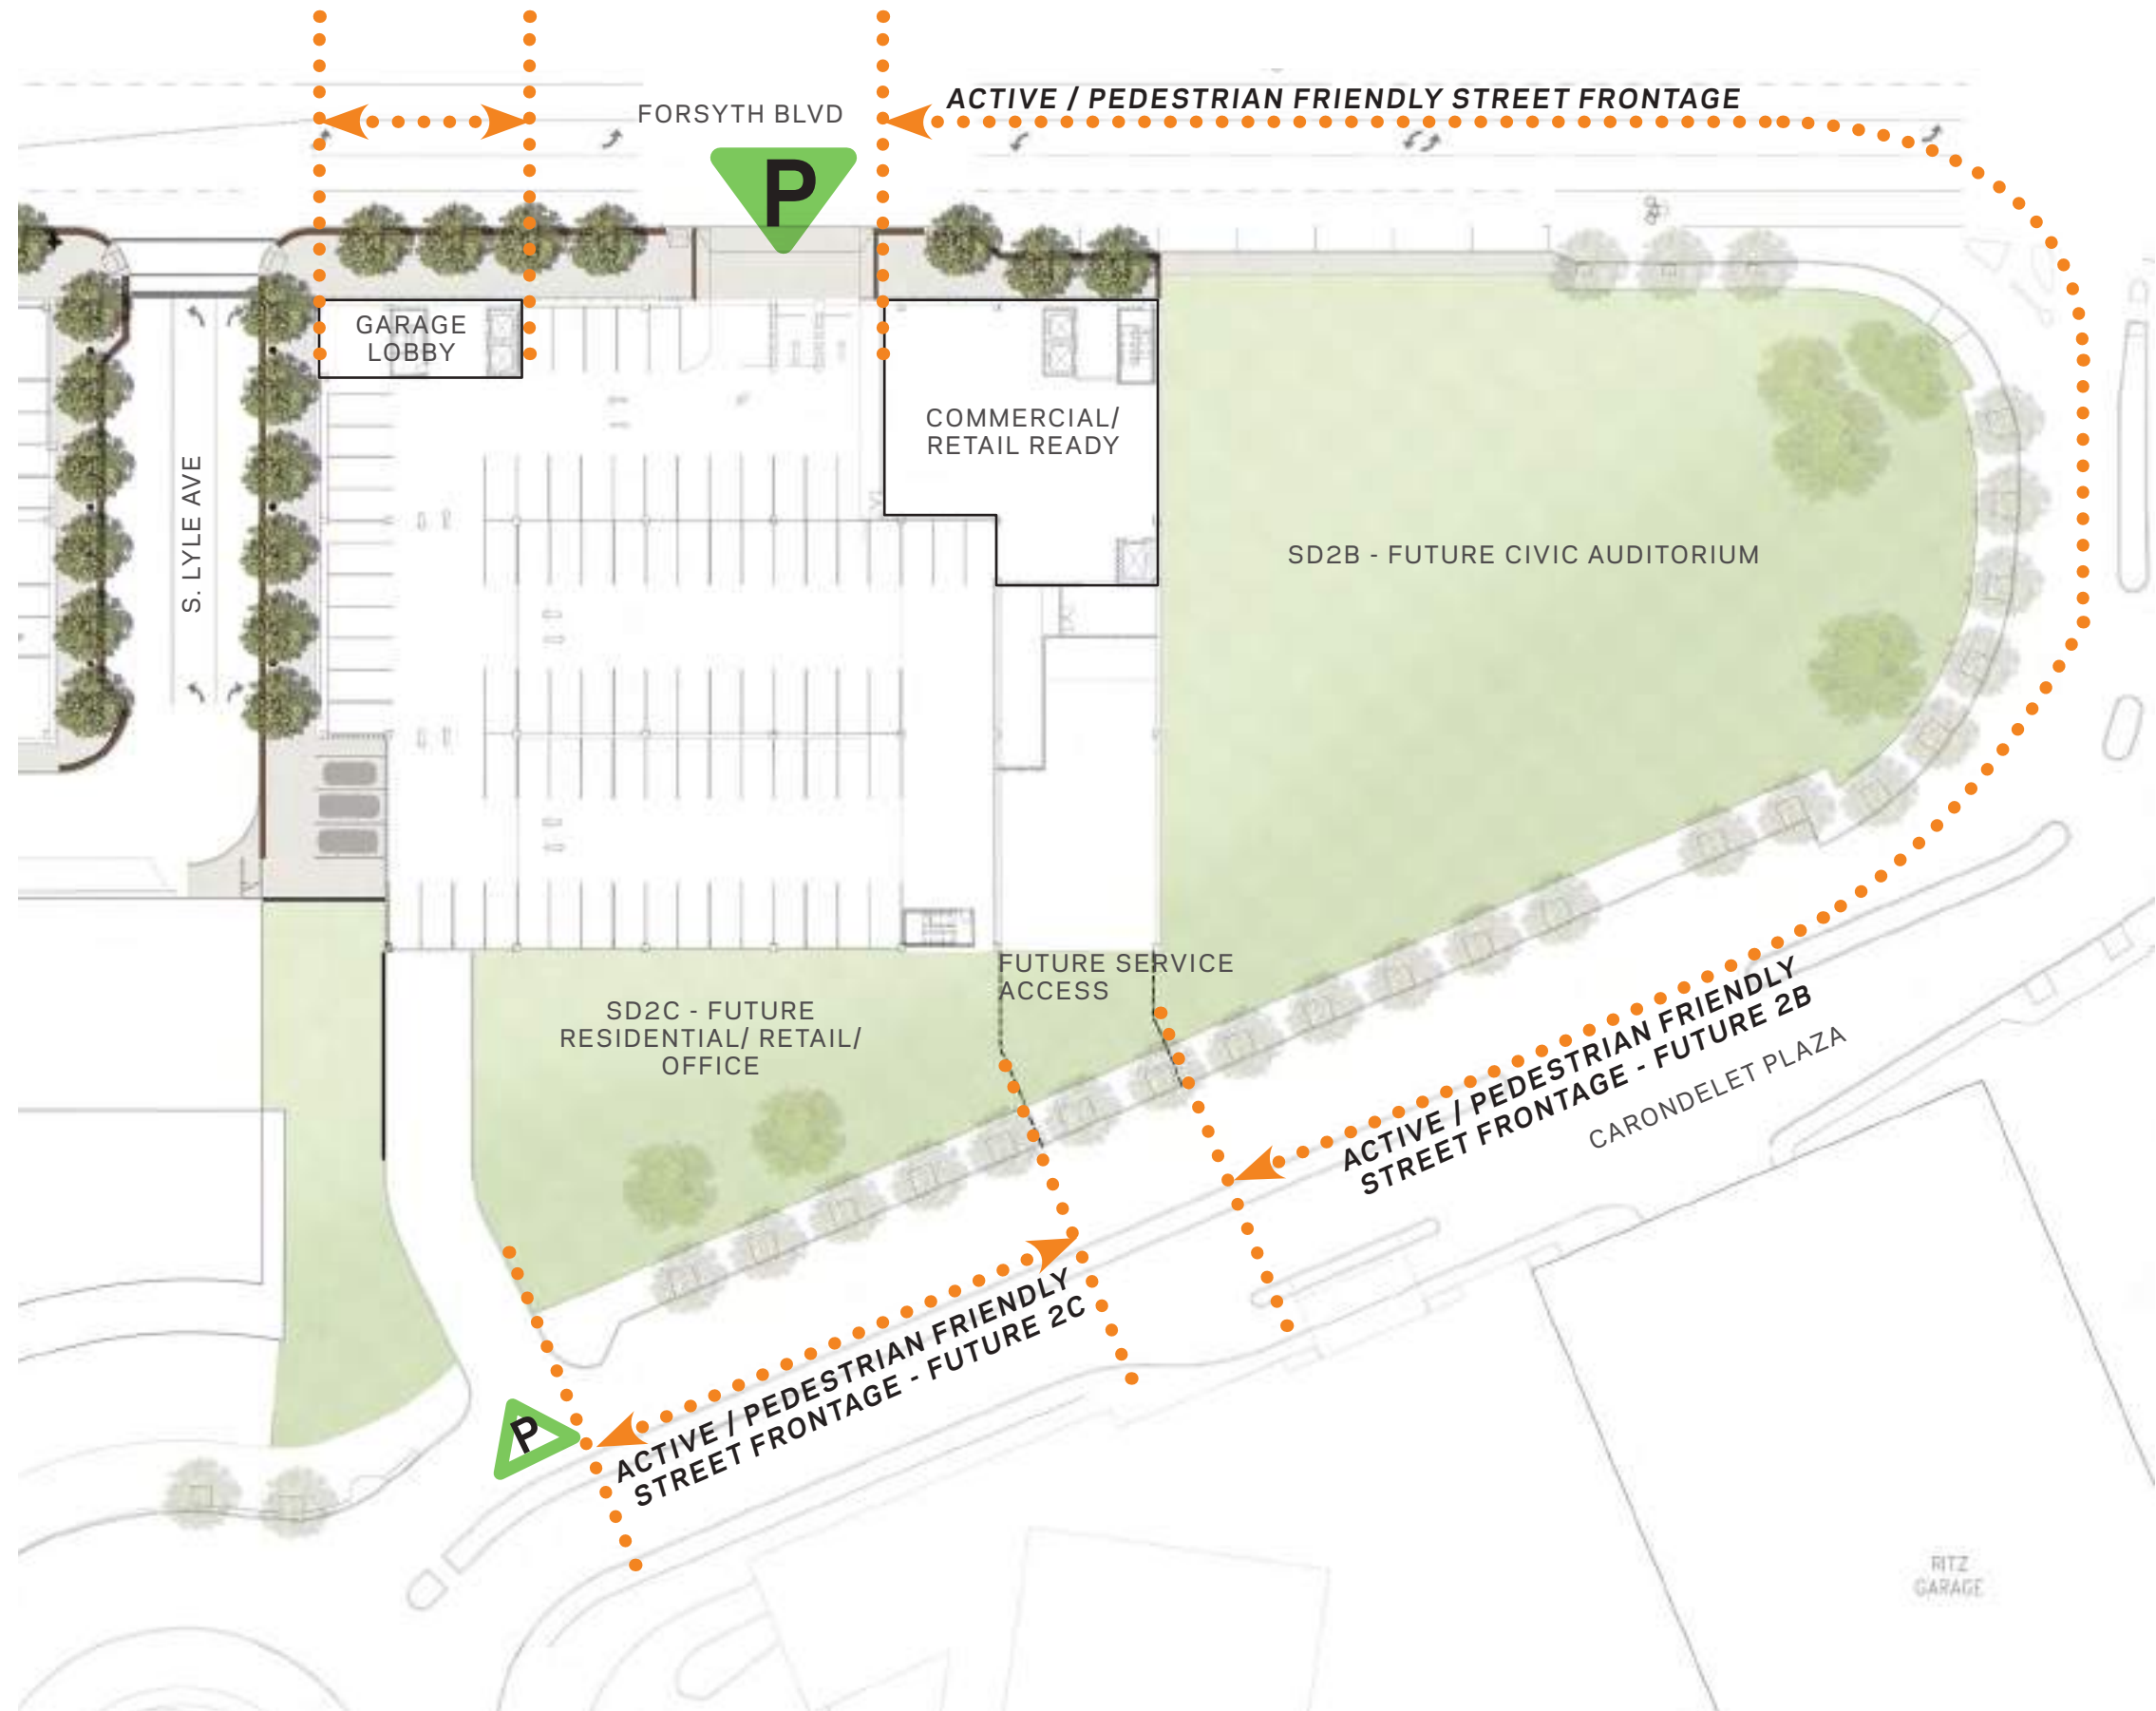 ACTIVE / PEDESTRIAN FRIENDLY STREET FRONTAGE
FORSYTH BLVD
P
GARAGE
LOBBY
COMMERCIAL/
RETAIL READY
S. LYLE AVE
SD2B - FUTURE CIVIC AUDITORIUM
FUTURE SERVICE
ACCESS
SD2C - FUTURE
RESIDENTIAL/ RETAIL/
OFFICE
ACTIVE / PEDESTRIAN FRIENDLY
STREET FRONTAGE - FUTURE 2B
CARONDELET PLAZA
ACTIVE / PEDESTRIAN FRIENDLY
STREET FRONTAGE - FUTURE 2C
P
RITZ
GARAGE